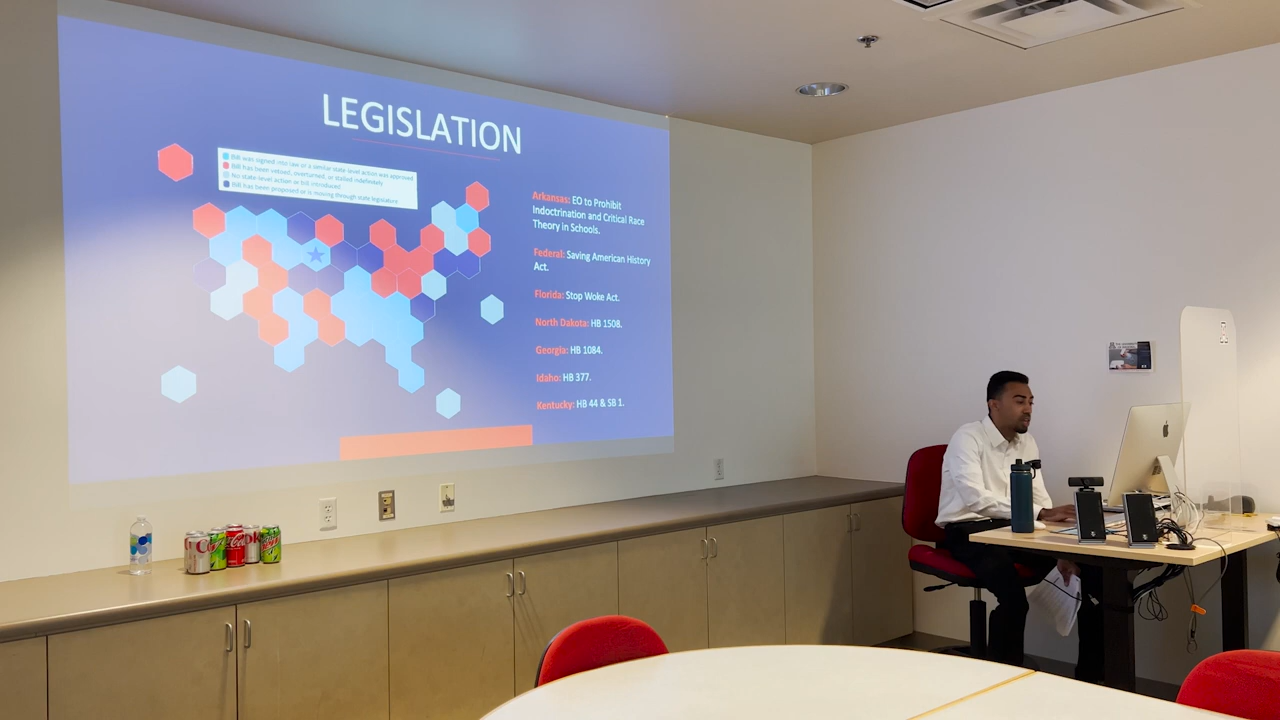 LEGISLATION
Bill was signed into law or a similar state-level action was approved
Bill has been vetoed, overturned, or stalled indefinitely
No state-level action or bill introduced
Bill has been proposed or is moving through state legislature
Arkansas: EO to Prohibit
Indoctrination and Critical Race
Theory in Schools.
Federal: Saving American History
Act.
Florida: Stop Woke Act.
North Dakota: HB 1508.
Georgia: HB 1084.
Idaho: HB 377.
Kentucky: HB 44 & SB 1.
Coke